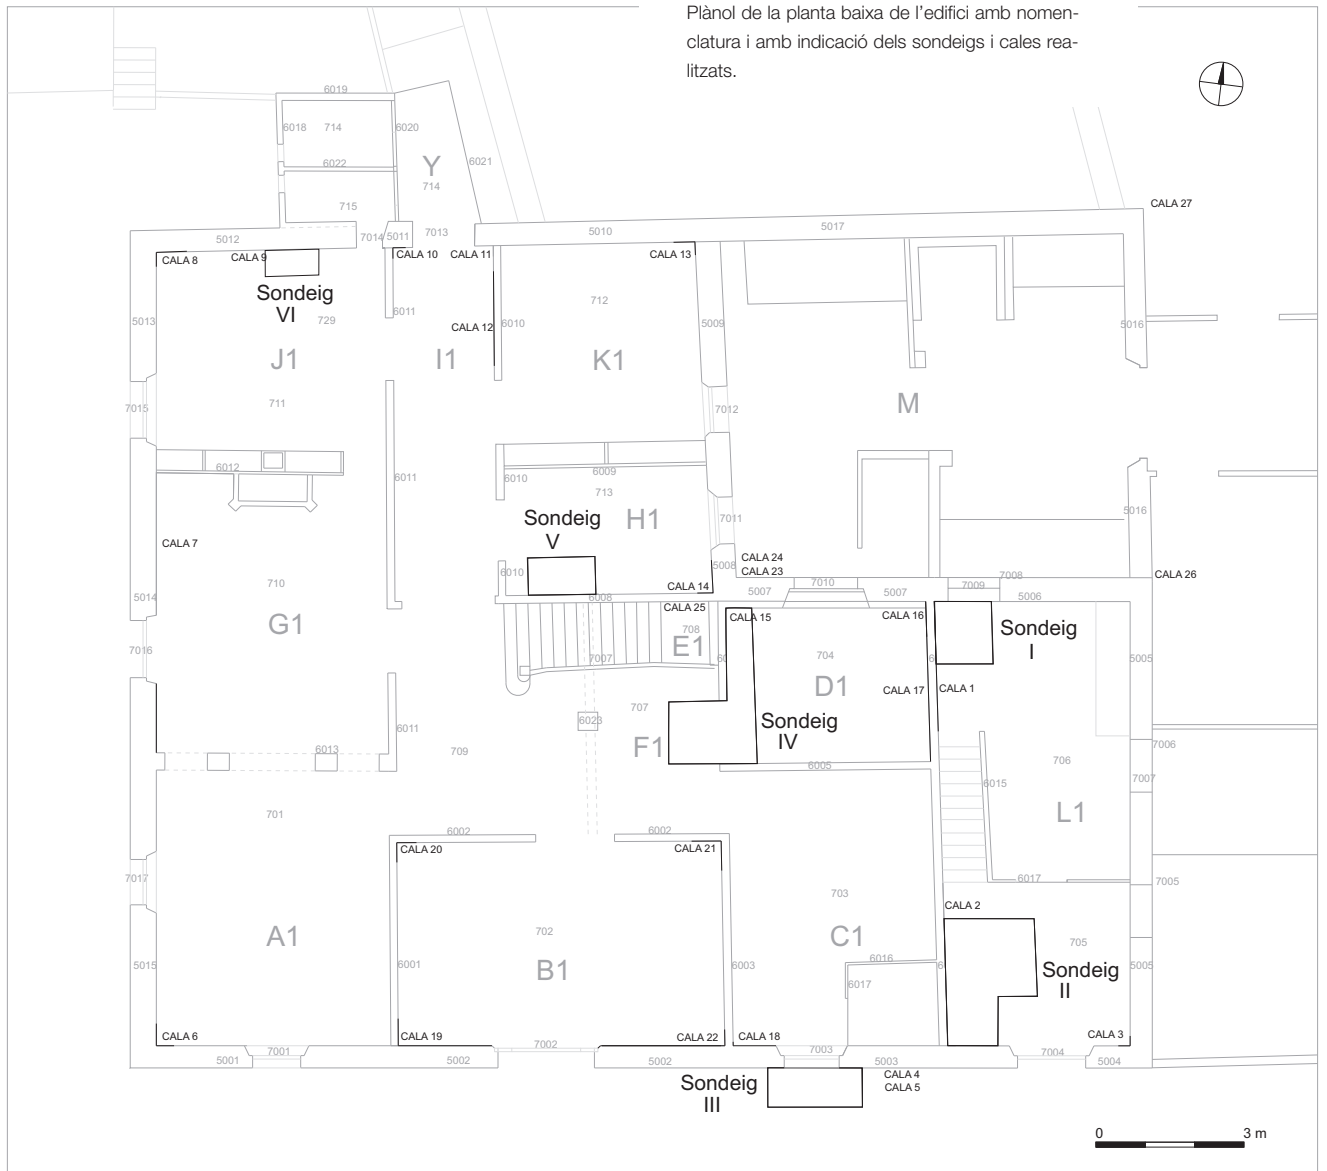 Plànol de la planta baixa de l'edifici amb nomen-
clatura i amb indicació dels sondeigs i cales rea-
litzats.
6019
6018
714
6020
6022
Y
714
6021
715
CALA 27
5012
7014
5011
7013
5010
5017
CALA 8
CALA 9
CALA 10
CALA 11
CALA 13
Sondeig
VI
729
712
5013
6011
CALA 12
6010
5009
5016
J1
I1
K1
M
711
7015
7012
6012
6011
6010
6009
713
Sondeig
V
H1
7011
5016
CALA 7
CALA 24
CALA 23
5008
710
6010
CALA 14
7010
7008
7009
CALA 26
5014
6008
5007
5007
5006
G1
CALA 25
CALA 15
CALA 16
708
E1
Sondeig
I
7016
7007
704
D1
CALA 17
CALA 1
5005
707
6023
Sondeig
IV
6011
F1
709
6013
6005
7006
706
7007
6015
701
L1
6002
6002
CALA 20
CALA 21
7017
6017
7005
703
CALA 2
A1
702
C1
705
5015
6001
B1
6003
6016
Sondeig
II
5005
6017
CALA 6
CALA 19
CALA 22
CALA 18
CALA 3
5001
7001
5002
7002
5002
7003
5003
7004
5004
Sondeig
III
CALA 4
CALA 5
0
3 m